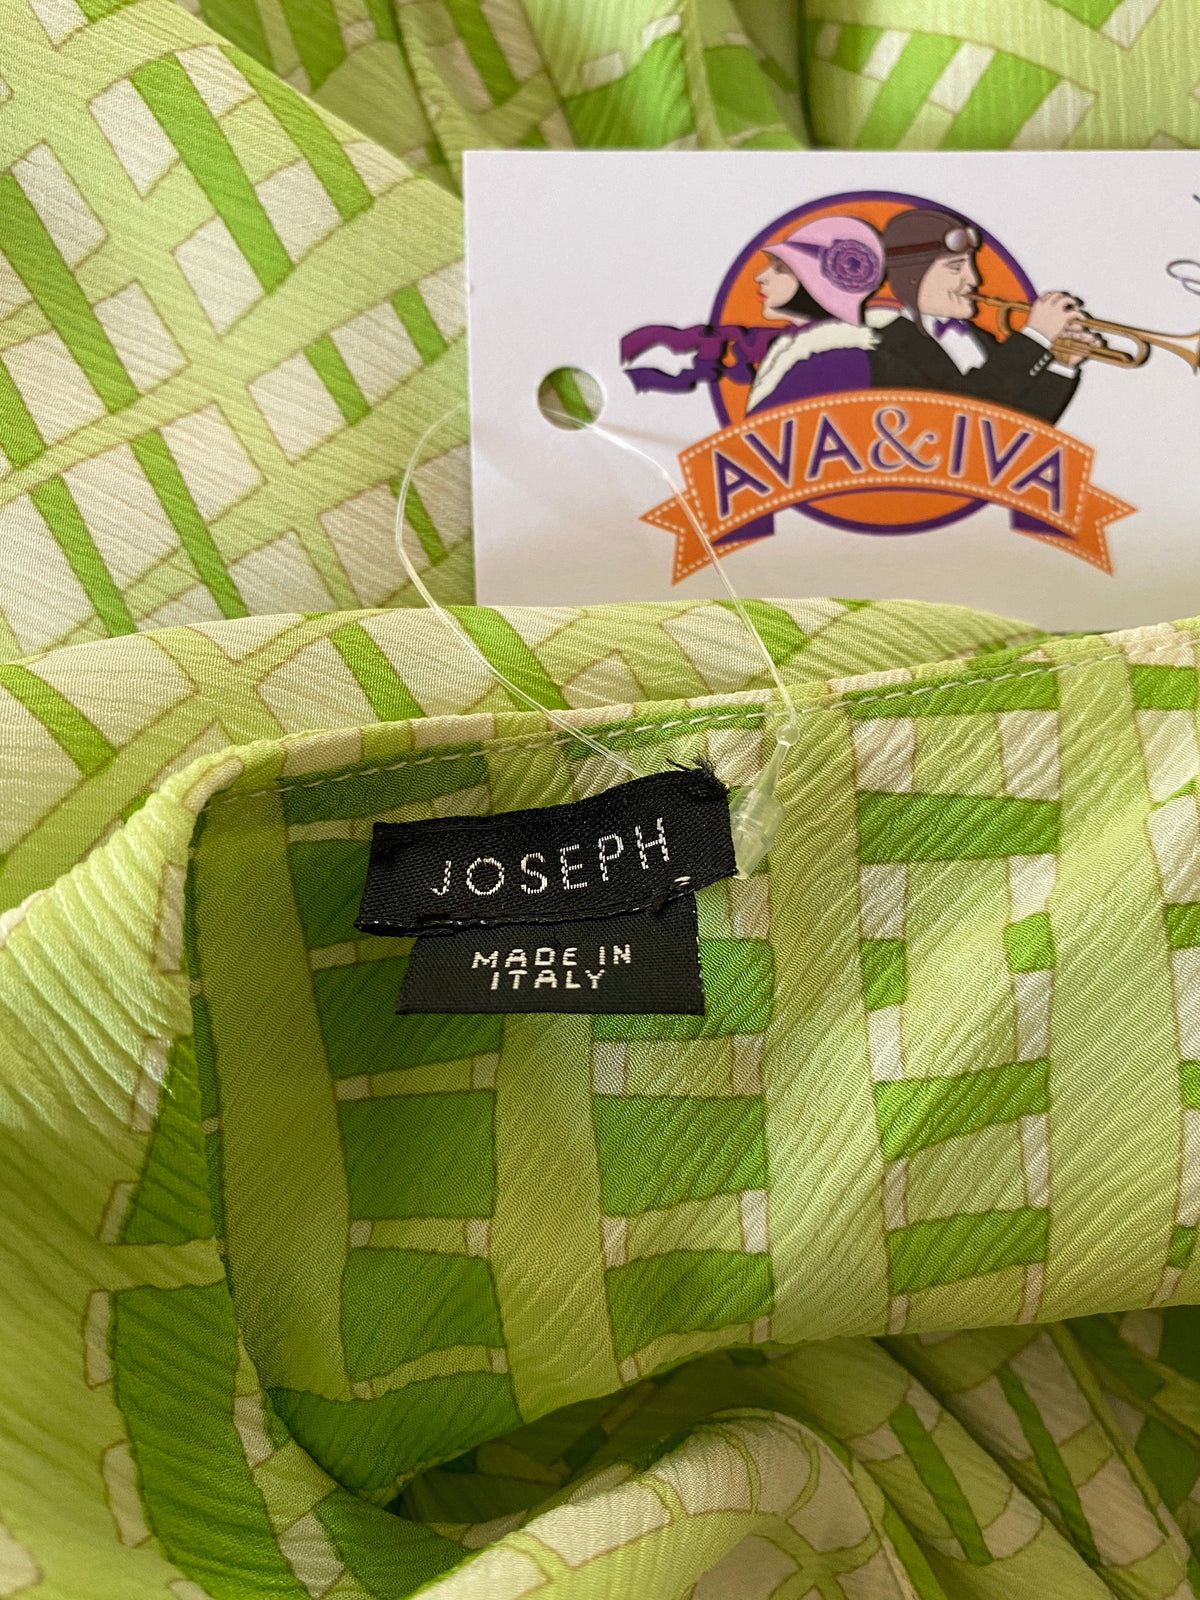 AVA & IVA
JOSEPH
MADE IN
ITALY